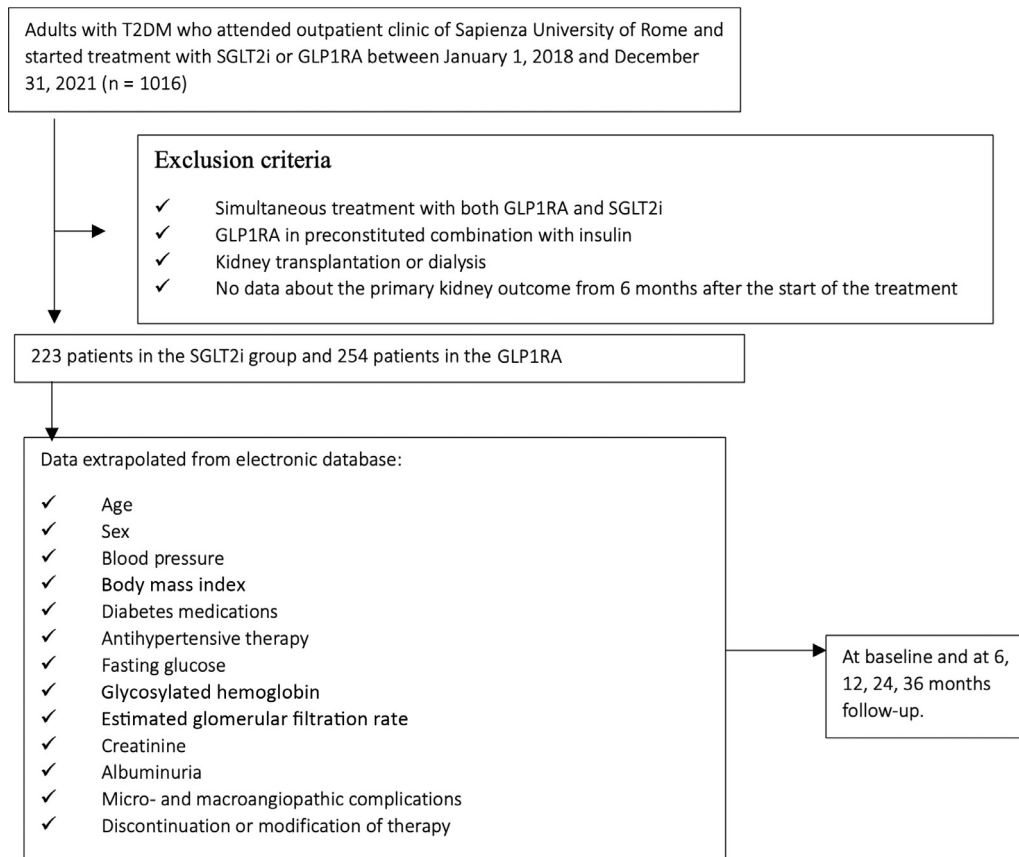 Adults with T2DM who attended outpatient clinic of Sapienza University of Rome and
started treatment with SGLT2i or GLP1RA between January 1, 2018 and December
31, 2021 (n = 1016)
Exclusion criteria
✓ Simultaneous treatment with both GLP1RA and SGLT2i
✓ GLP1RA in preconstituted combination with insulin
✓ Kidney transplantation or dialysis
✓ No data about the primary kidney outcome from 6 months after the start of the treatment
223 patients in the SGLT2i group and 254 patients in the GLP1RA
Data extrapolated from electronic database:
✓ Age
✓ Sex
✓ Blood pressure
✓ Body mass index
✓ Diabetes medications
✓ Antihypertensive therapy
✓ Fasting glucose
✓ Glycosylated hemoglobin
✓ Estimated glomerular filtration rate
✓ Creatinine
✓ Albuminuria
✓ Micro- and macroangiopathic complications
✓ Discontinuation or modification of therapy
At baseline and at 6,
12, 24, 36 months
follow-up.